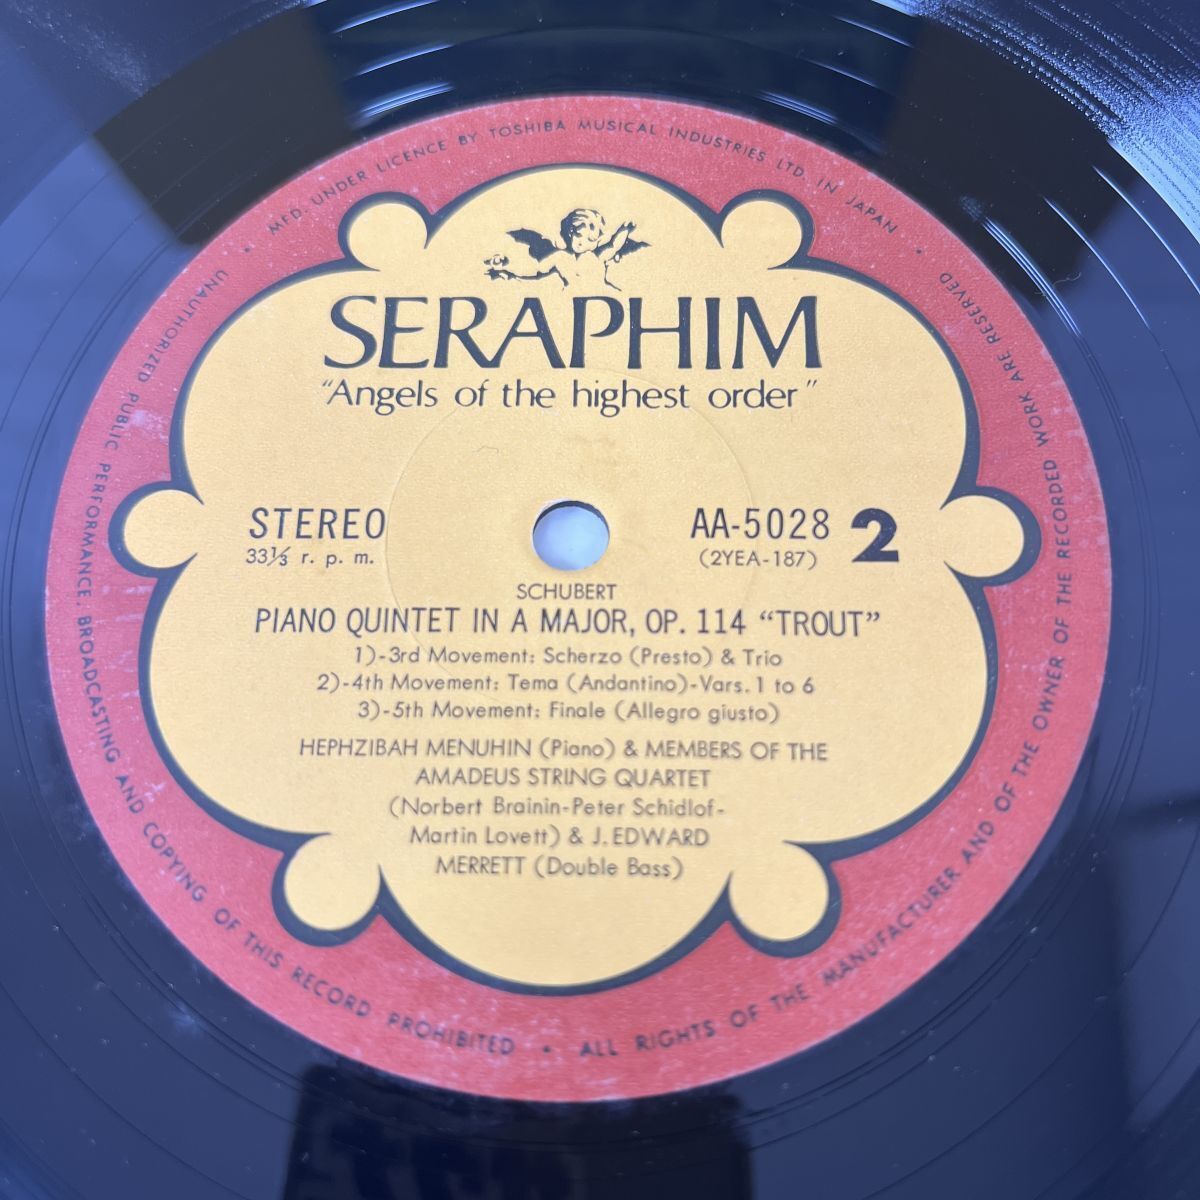 MFD. UNDER LICENCE BY TOSHIBA MUSICAL INDUSTRIES LTD. IN JAPAN •
SERAPHIM
"Angels of the highest order"
STEREO
33⅓ r. p. m.
AA-5028 2
(2YEA-187)
SCHUBERT
PIANO QUINTET IN A MAJOR, OP. 114 "TROUT"
1)-3rd Movement: Scherzo (Presto) & Trio
2)-4th Movement: Tema (Andantino)-Vars. 1 to 6
3)-5th Movement: Finale (Allegro giusto)
HEPHZIBAH MENUHIN (Piano) & MEMBERS OF THE
AMADEUS STRING QUARTET
(Norbert Brainin-Peter Schidlof-
Martin Lovett) & J. EDWARD
MERRETT (Double Bass)
UNAUTHORIZED PUBLIC PERFORMANCE, BROADCASTING AND COPYING OF THIS RECORD PROHIBITED • ALL RIGHTS OF THE MANUFACTURER AND OF THE OWNER OF THE RECORDED WORK ARE RESERVED •